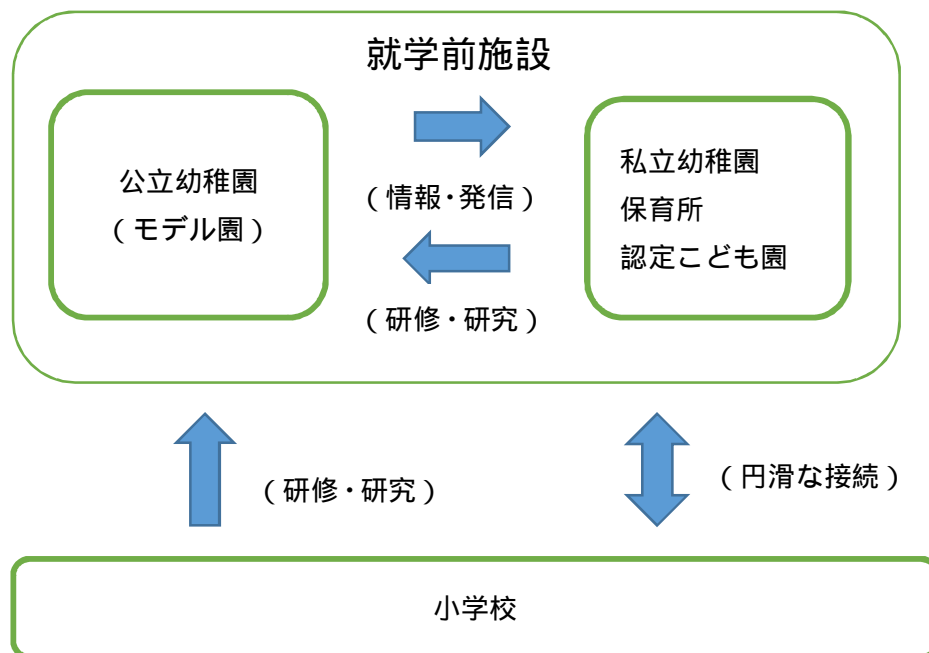 就学前施設
公立幼稚園
（モデル園）
（情報・発信）
（研修・研究）
私立幼稚園
保育所
認定こども園
（研修・研究）
（円滑な接続）
小学校